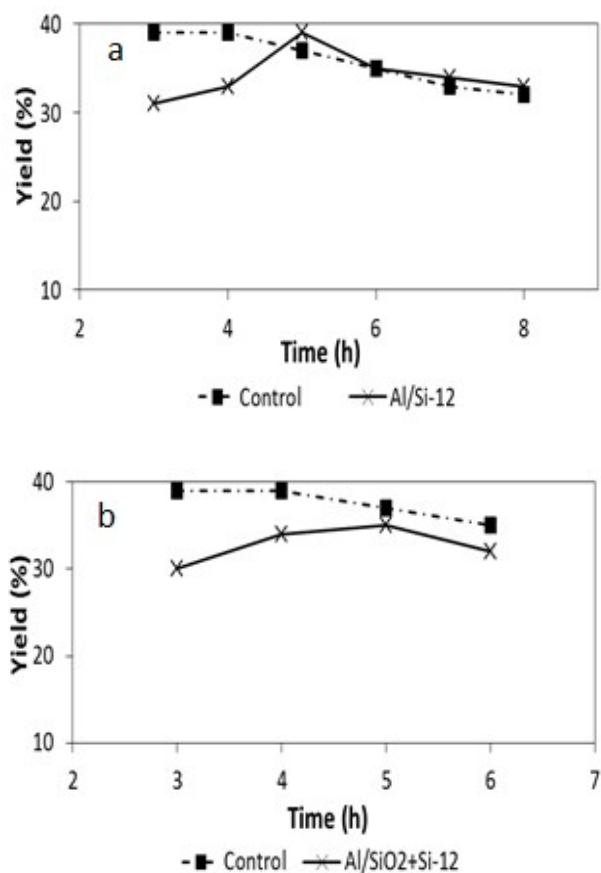 40
a
30
Yield (%)
20
10
2 4 6 8
Time (h)
Control Al/Si-12
40
b
30
Yield (%)
20
10
2 3 4 5 6 7
Time (h)
Control Al/SiO2+Si-12